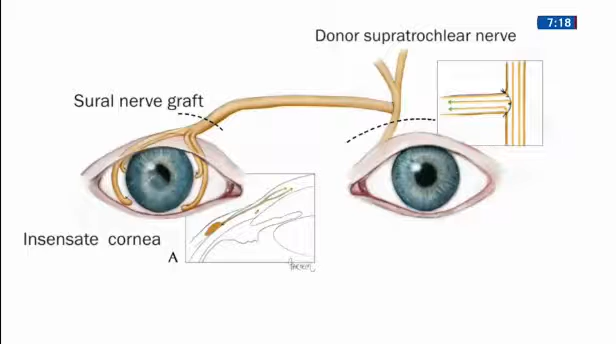 7:18
Donor supratrochlear nerve
Sural nerve graft
Insensate cornea
A